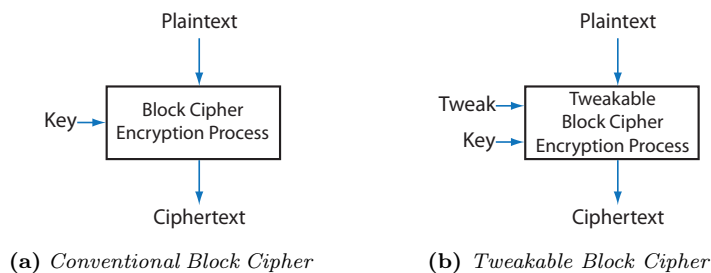 Plaintext
Key
Block Cipher
Encryption Process
Ciphertext
(a) Conventional Block Cipher
Plaintext
Tweak
Key
Tweakable
Block Cipher
Encryption Process
Ciphertext
(b) Tweakable Block Cipher